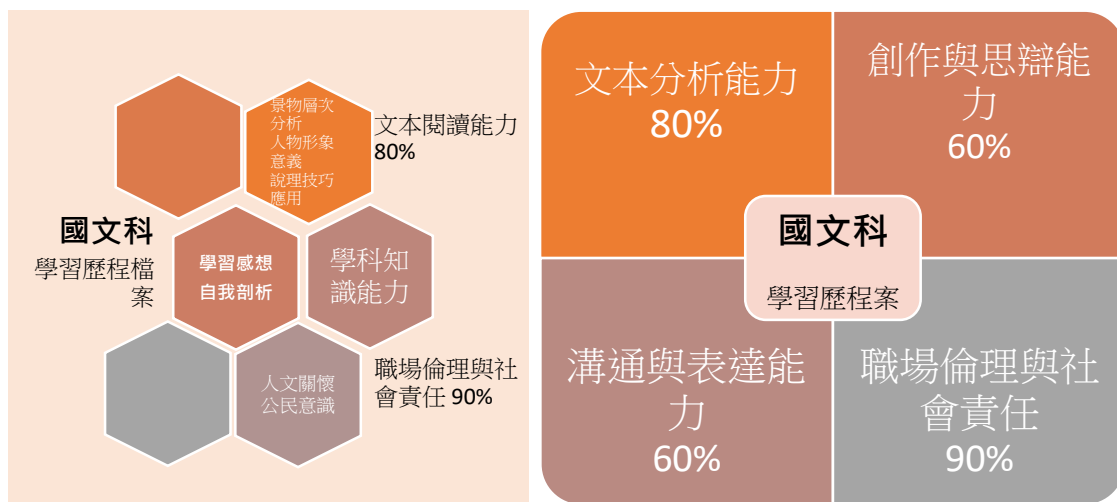 景物層次
分析
人物形象
意義
說理技巧
應用
文本閱讀能力
80%
國文科
學習歷程檔
案
學習感想
自我剖析
學科知
識能力
人文關懷
公民意識
職場倫理與社
會責任 90%
文本分析能力
80%
創作與思辯能
力
60%
國文科
學習歷程案
溝通與表達能
力
60%
職場倫理與社
會責任
90%